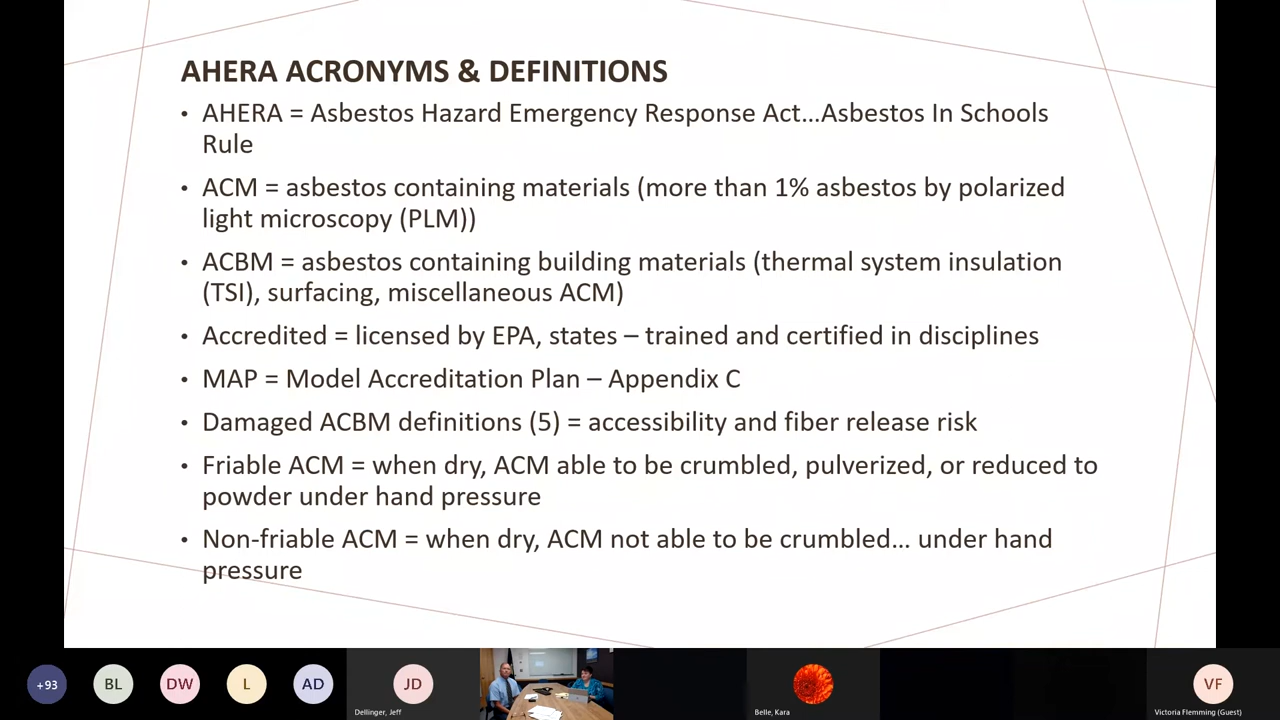 AHERA ACRONYMS & DEFINITIONS
• AHERA = Asbestos Hazard Emergency Response Act...Asbestos In Schools
Rule
• ACM = asbestos containing materials (more than 1% asbestos by polarized
light microscopy (PLM))
• ACBM = asbestos containing building materials (thermal system insulation
(TSI), surfacing, miscellaneous ACM)
• Accredited = licensed by EPA, states – trained and certified in disciplines
• MAP = Model Accreditation Plan – Appendix C
• Damaged ACBM definitions (5) = accessibility and fiber release risk
• Friable ACM = when dry, ACM able to be crumbled, pulverized, or reduced to
powder under hand pressure
• Non-friable ACM = when dry, ACM not able to be crumbled... under hand
pressure
+93 BL DW L AD JD VF
Dellinger, Jeff Belle, Kara Victoria Flemming (Guest)